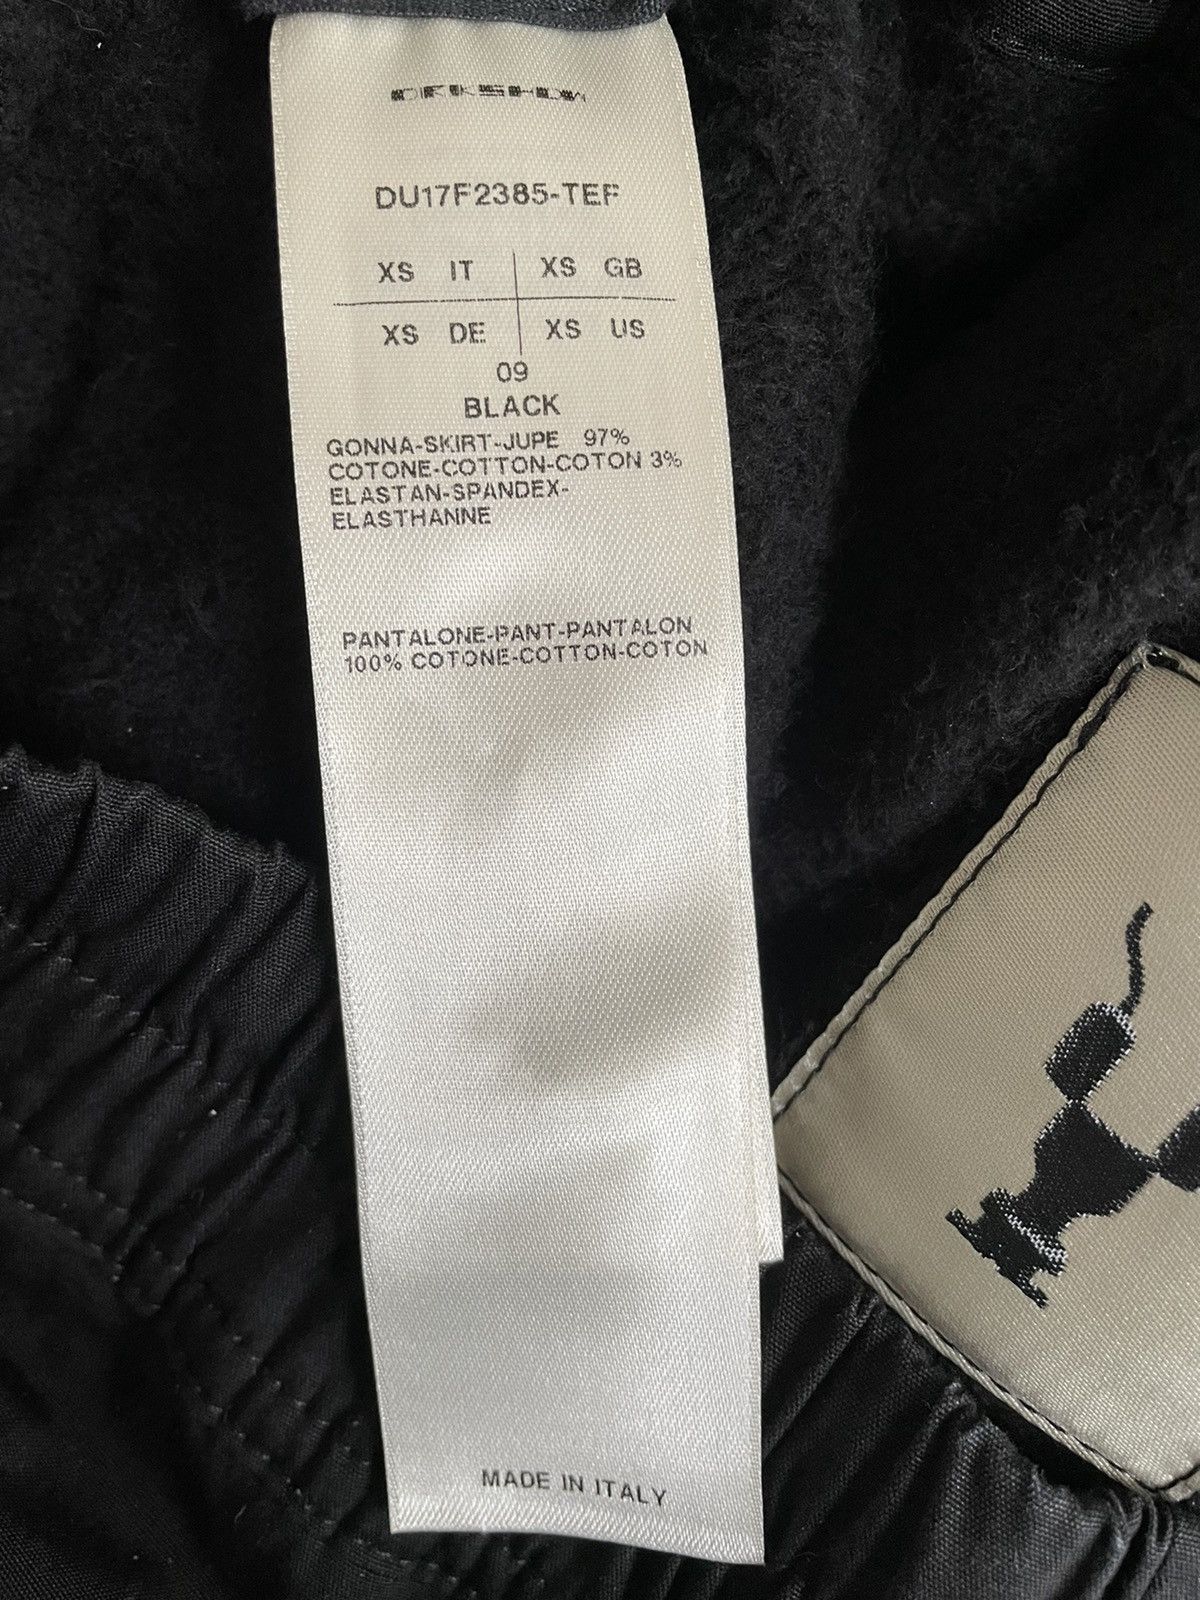 DRKSHDW
DU17F2385-TEF
XS IT XS GB
XS DE XS US
09
BLACK
GONNA-SKIRT-JUPE 97%
COTONE-COTTON-COTON 3%
ELASTAN-SPANDEX-
ELASTHANNE
PANTALONE-PANT-PANTALON
100% COTONE-COTTON-COTON
MADE IN ITALY